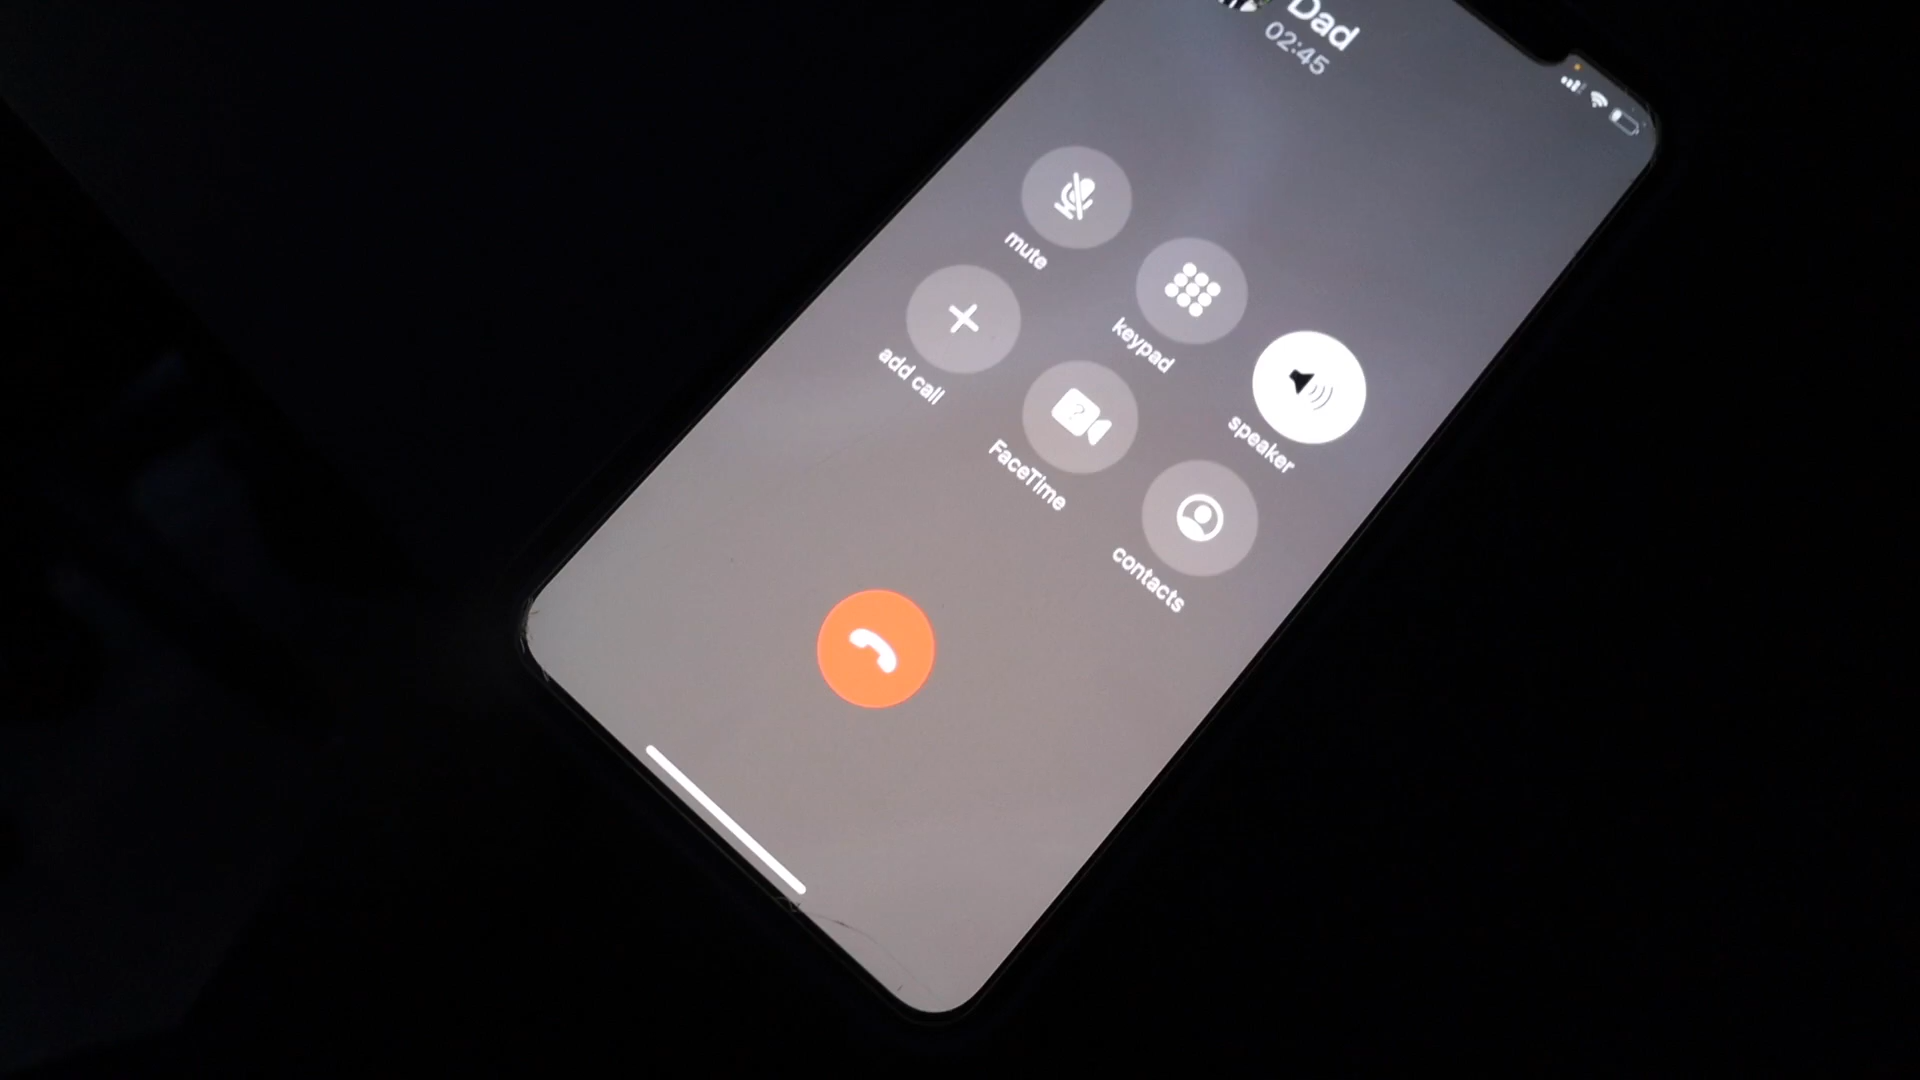 Dad
02:45
mute
keypad
speaker
add call
FaceTime
contacts